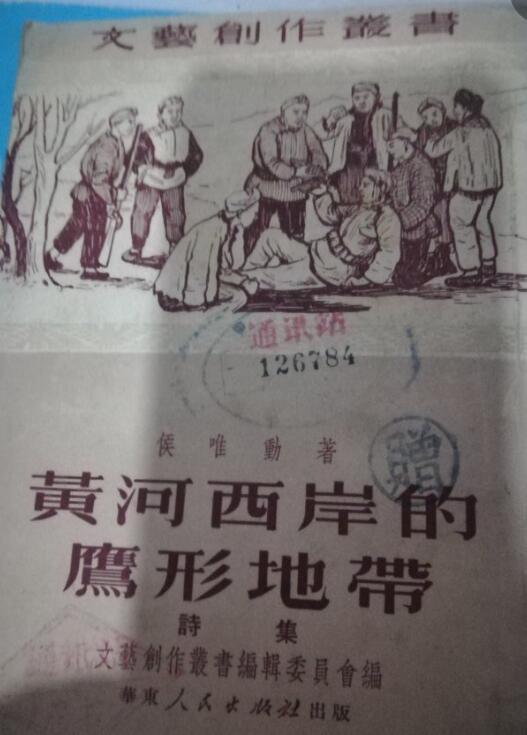 文藝創作叢書
通訊站
126784
侯唯動著
贈
黃河西岸的
鷹形地帶
詩集
文藝創作叢書編輯委員會編
華東人民出版社出版